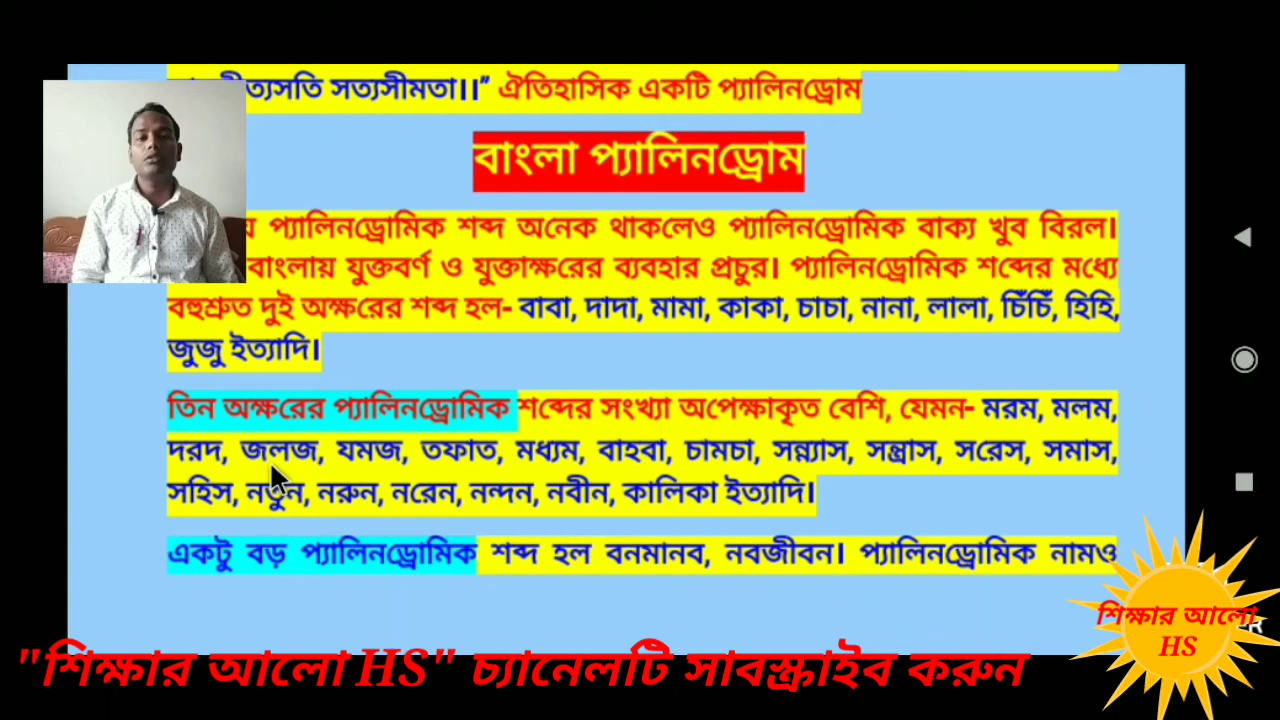 সত্যসীমতা।।” ঐতিহাসিক একটি প্যালিনড্রোম
বাংলা প্যালিনড্রোম
প্যালিনড্রোমিক শব্দ অনেক থাকলেও প্যালিনড্রোমিক বাক্য খুব বিরল।
বাংলায় যুক্তবর্ণ ও যুক্তাক্ষরের ব্যবহার প্রচুর। প্যালিনড্রোমিক শব্দের মধ্যে
বহুশ্রুত দুই অক্ষরের শব্দ হল- বাবা, দাদা, মামা, কাকা, চাচা, নানা, লালা, চিঁচিঁ, হিহি,
জুজু ইত্যাদি।
তিন অক্ষরের প্যালিনড্রোমিক শব্দের সংখ্যা অপেক্ষাকৃত বেশি, যেমন- মরম, মলম,
দরদ, জলজ, যমজ, তফাত, মধ্যম, বাহবা, চামচা, সন্ন্যাস, সন্ত্রাস, সরেস, সমাস,
সহিস, নতুন, নরুন, নরেন, নন্দন, নবীন, কালিকা ইত্যাদি।
একটু বড় প্যালিনড্রোমিক শব্দ হল বনমানব, নবজীবন। প্যালিনড্রোমিক নামও
শিক্ষার আলো
HS
"শিক্ষার আলো HS" চ্যানেলটি সাবস্ক্রাইব করুন